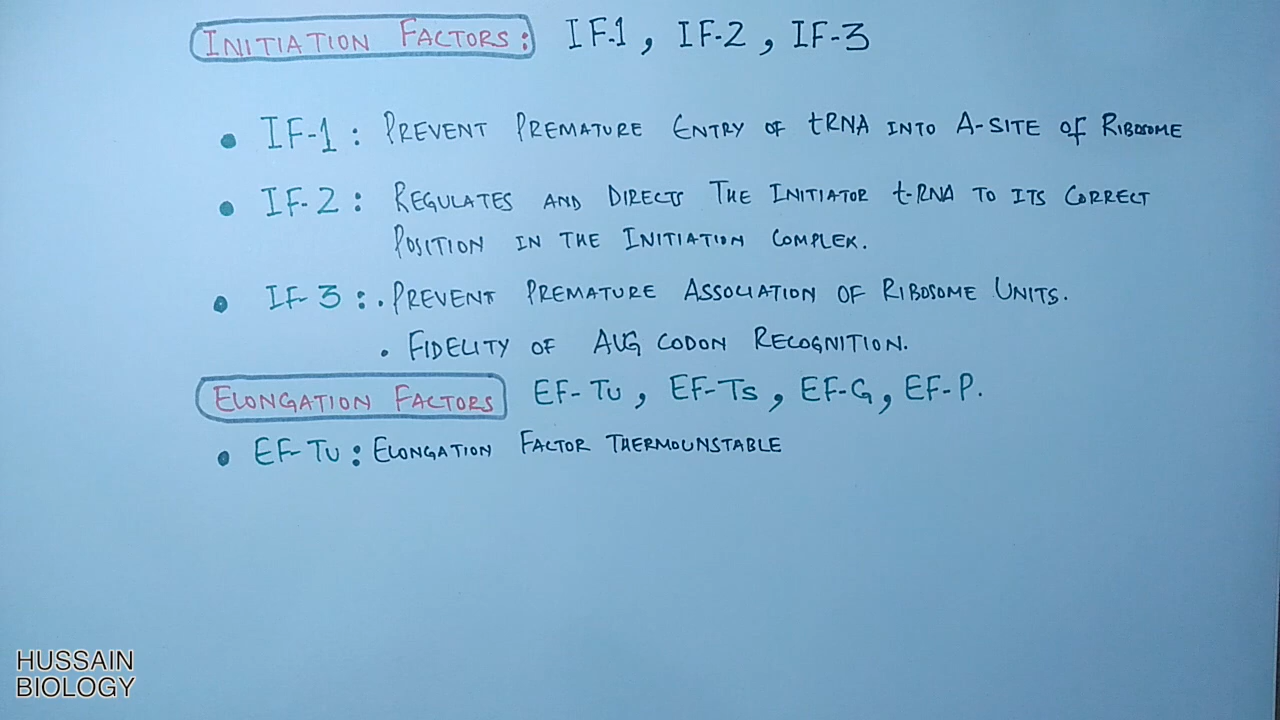 INITIATION FACTORS: IF-1, IF-2, IF-3
• IF-1: PREVENT PREMATURE ENTRY OF tRNA INTO A-SITE OF RIBOSOME
• IF-2: REGULATES AND DIRECTS THE INITIATOR t-RNA TO ITS CORRECT
POSITION IN THE INITIATION COMPLEX.
• IF-3: . PREVENT PREMATURE ASSOCIATION OF RIBOSOME UNITS.
. FIDELITY OF AUG CODON RECOGNITION.
ELONGATION FACTORS EF-Tu, EF-Ts, EF-G, EF-P.
• EF-Tu: ELONGATION FACTOR THERMOUNSTABLE
HUSSAIN
BIOLOGY